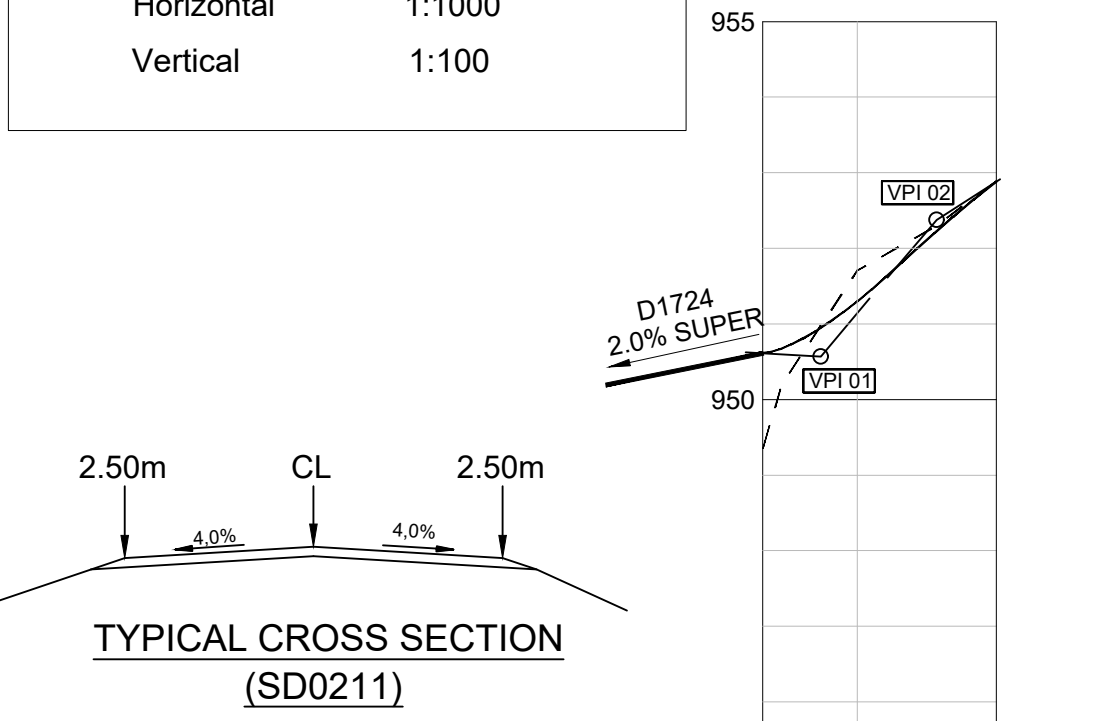 Horizontal 1:1000
Vertical 1:100
955
VPI 02
D1724
2.0% SUPER
VPI 01
950
2.50m CL 2.50m
4,0% 4,0%
TYPICAL CROSS SECTION
(SD0211)